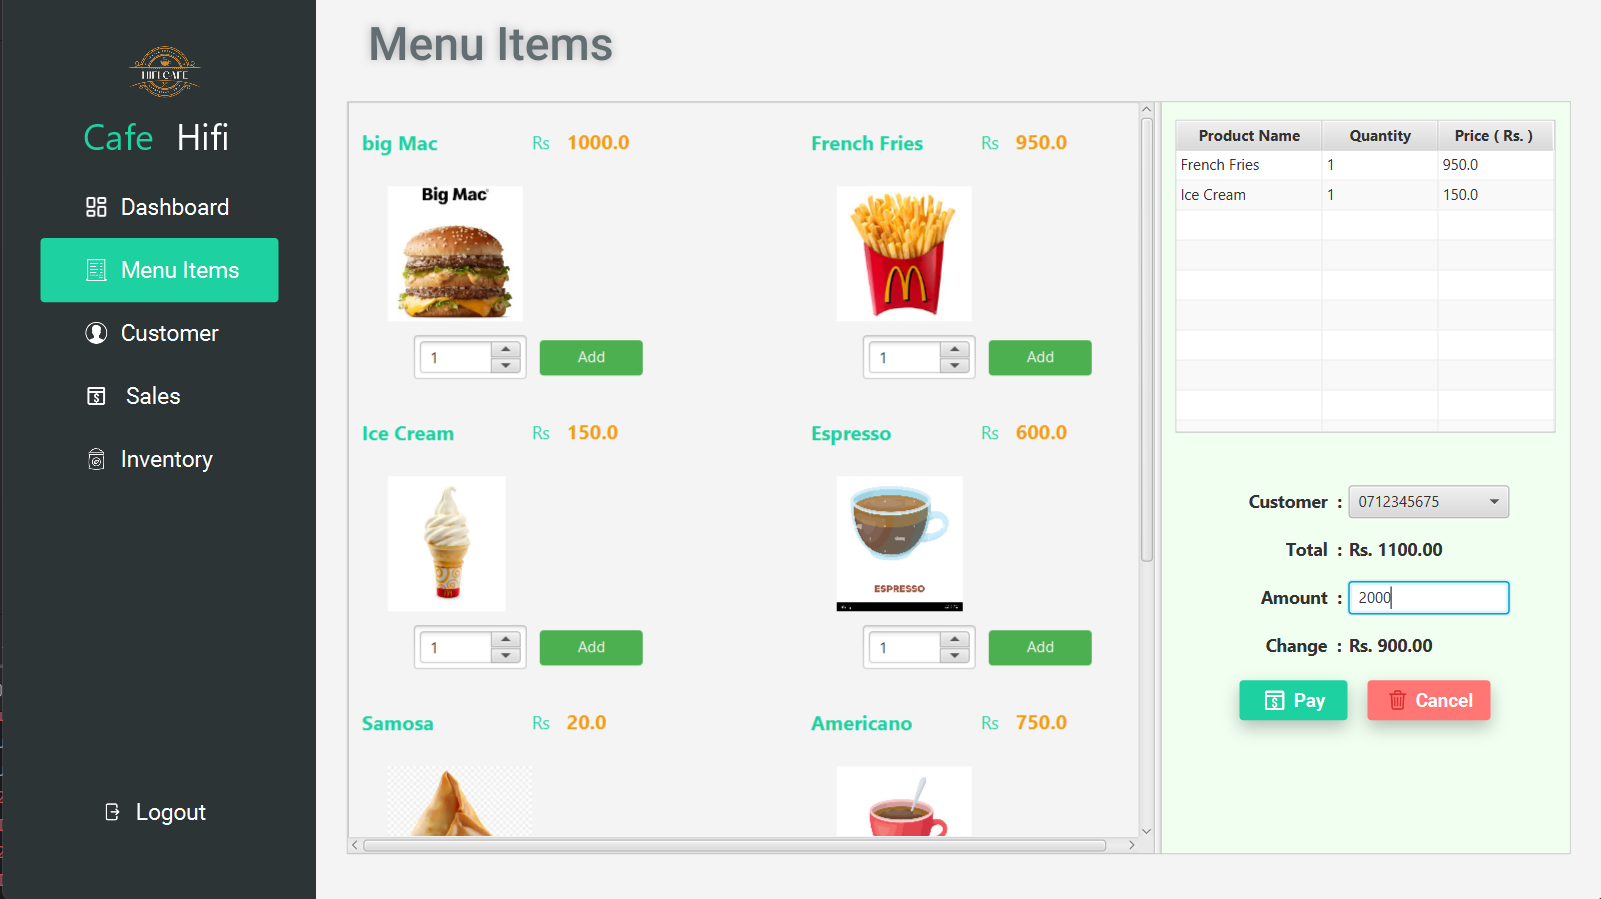 HIFI CAFE
Cafe Hifi
Dashboard
Menu Items
Customer
Sales
Inventory
Logout
Menu Items
big Mac Rs 1000.0
Big Mac
1 Add
French Fries Rs 950.0
1 Add
Ice Cream Rs 150.0
1 Add
Espresso Rs 600.0
ESPRESSO
1 Add
Samosa Rs 20.0
Americano Rs 750.0
Product Name Quantity Price ( Rs. )
French Fries 1 950.0
Ice Cream 1 150.0
Customer : 0712345675
Total : Rs. 1100.00
Amount : 2000
Change : Rs. 900.00
Pay Cancel